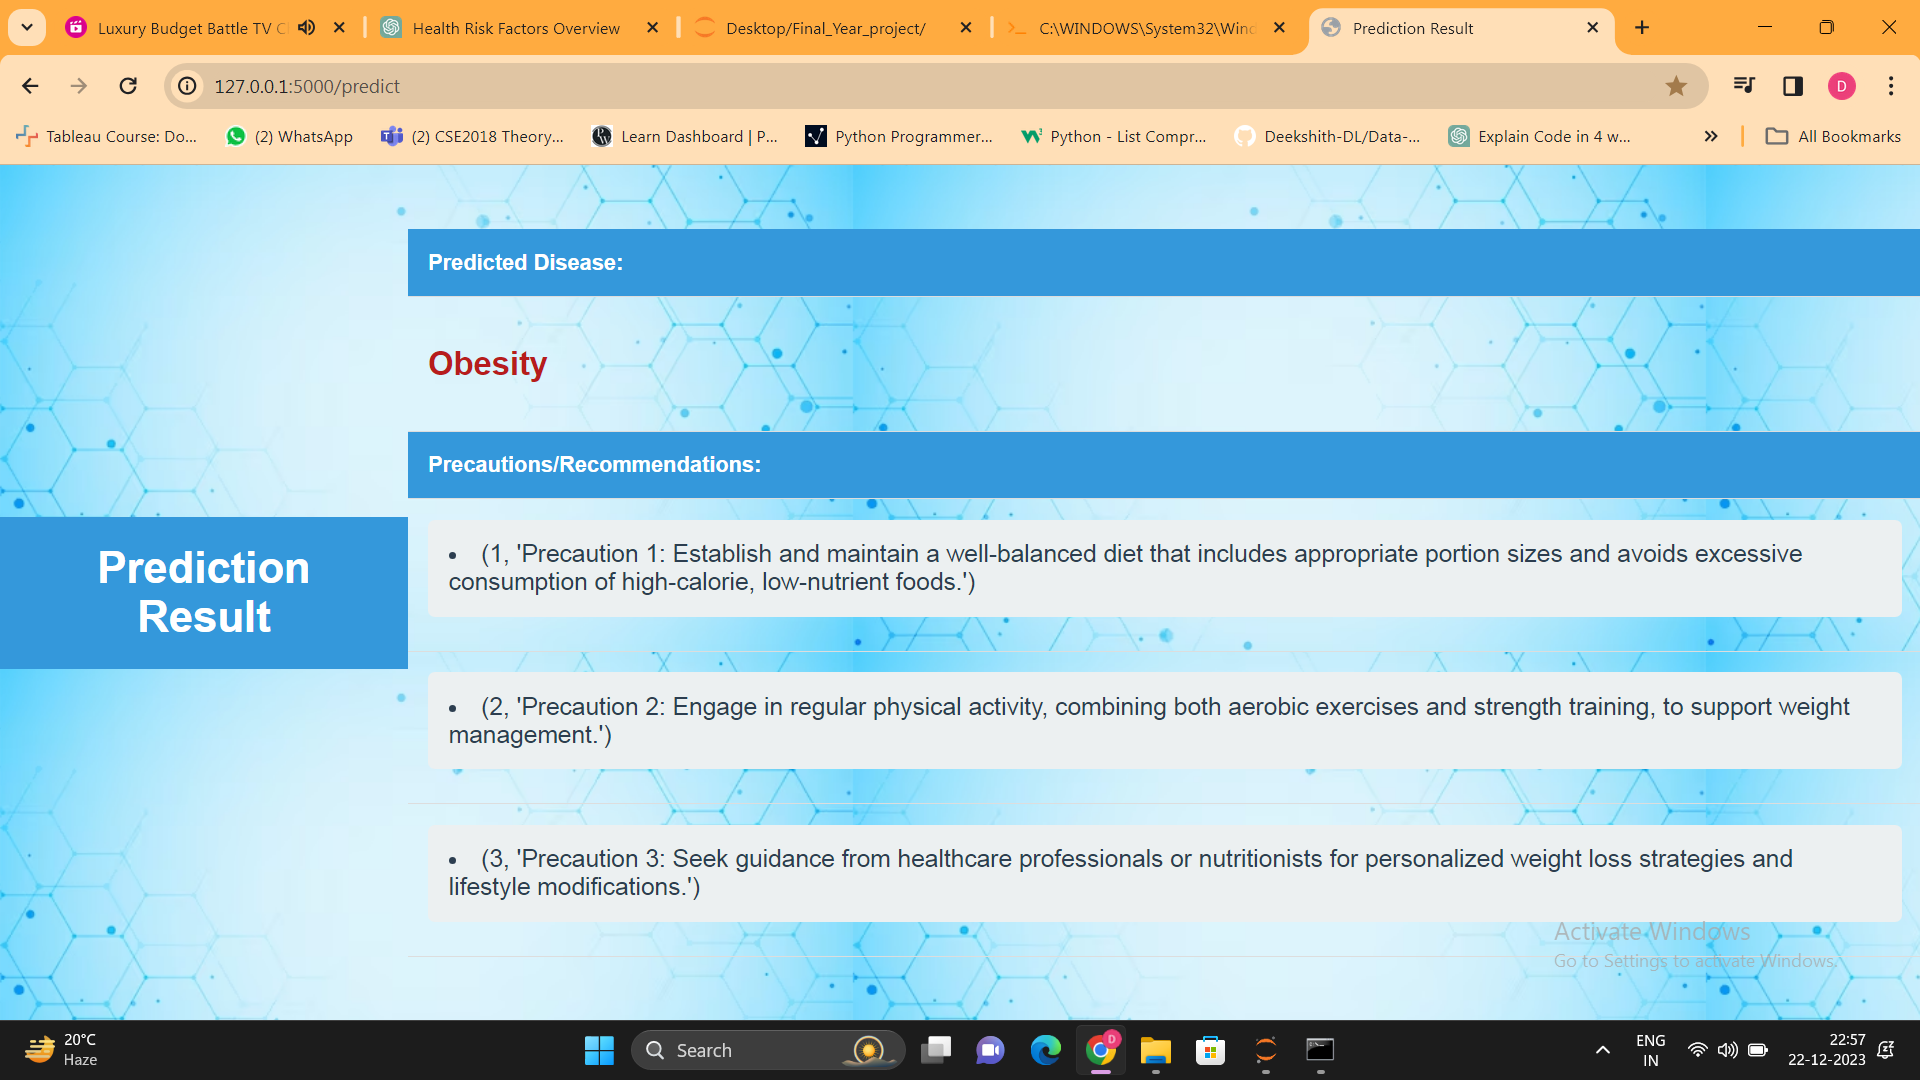 Luxury Budget Battle TV C
Health Risk Factors Overview
Desktop/Final_Year_project/
C:\WINDOWS\System32\Wind
Prediction Result
127.0.0.1:5000/predict
D
Tableau Course: Do...
(2) WhatsApp
(2) CSE2018 Theory...
Learn Dashboard | P...
Python Programmer...
Python - List Compr...
Deekshith-DL/Data-...
Explain Code in 4 w...
All Bookmarks
Predicted Disease:
Obesity
Precautions/Recommendations:
Prediction
Result
• (1, 'Precaution 1: Establish and maintain a well-balanced diet that includes appropriate portion sizes and avoids excessive
consumption of high-calorie, low-nutrient foods.')
• (2, 'Precaution 2: Engage in regular physical activity, combining both aerobic exercises and strength training, to support weight
management.')
• (3, 'Precaution 3: Seek guidance from healthcare professionals or nutritionists for personalized weight loss strategies and
lifestyle modifications.')
Activate Windows
Go to Settings to activate Windows.
20°C
Haze
Search
D
ENG
IN
22:57
22-12-2023